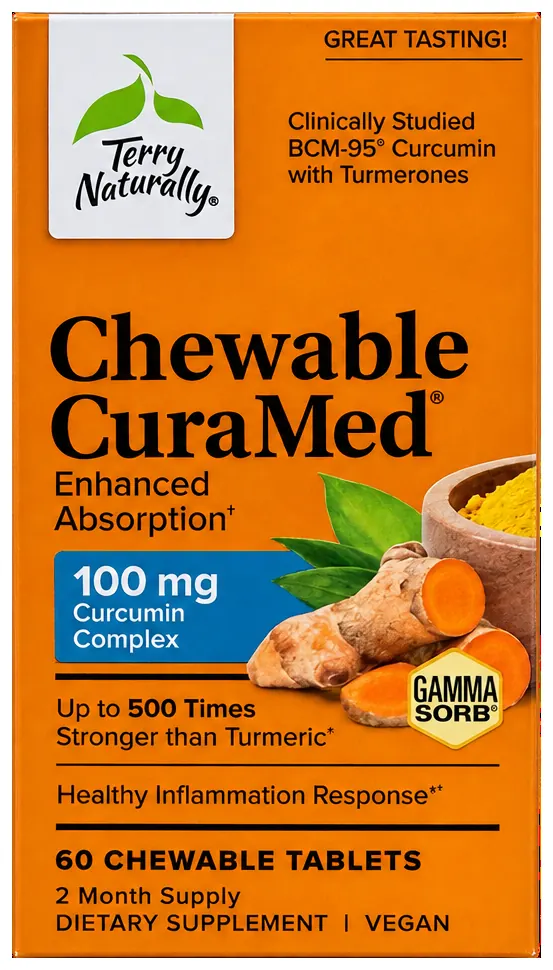 GREAT TASTING!
Terry
Naturally®
Clinically Studied
BCM-95® Curcumin
with Turmerones
Chewable
CuraMed®
Enhanced
Absorption†
100 mg
Curcumin
Complex
GAMMA
SORB®
Up to 500 Times
Stronger than Turmeric*
Healthy Inflammation Response*†
60 CHEWABLE TABLETS
2 Month Supply
DIETARY SUPPLEMENT | VEGAN